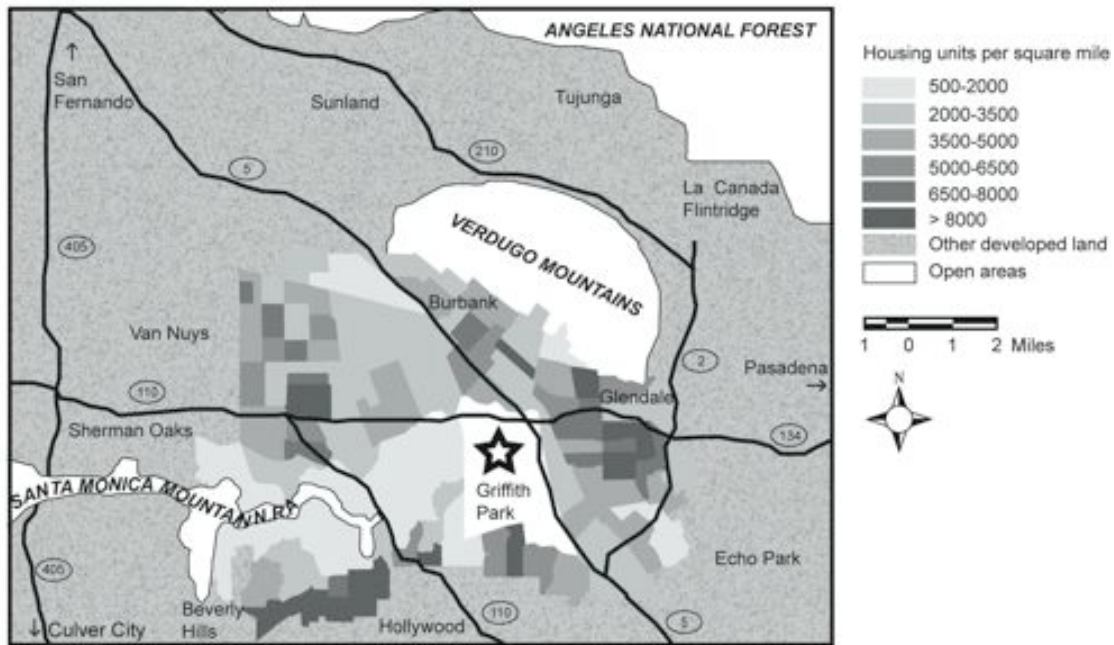 ANGELES NATIONAL FOREST
San
Fernando
Sunland
Tujunga
5
210
La Canada
Flintridge
405
VERDUGO MOUNTAINS
Burbank
Van Nuys
2
Pasadena
110
Glendale
Sherman Oaks
134
SANTA MONICA MOUNTAIN NRA
Griffith
Park
Echo Park
405
Beverly
Hills
Culver City
Hollywood
110
5
Housing units per square mile
500-2000
2000-3500
3500-5000
5000-6500
6500-8000
> 8000
Other developed land
Open areas
1 0 1 2 Miles
N